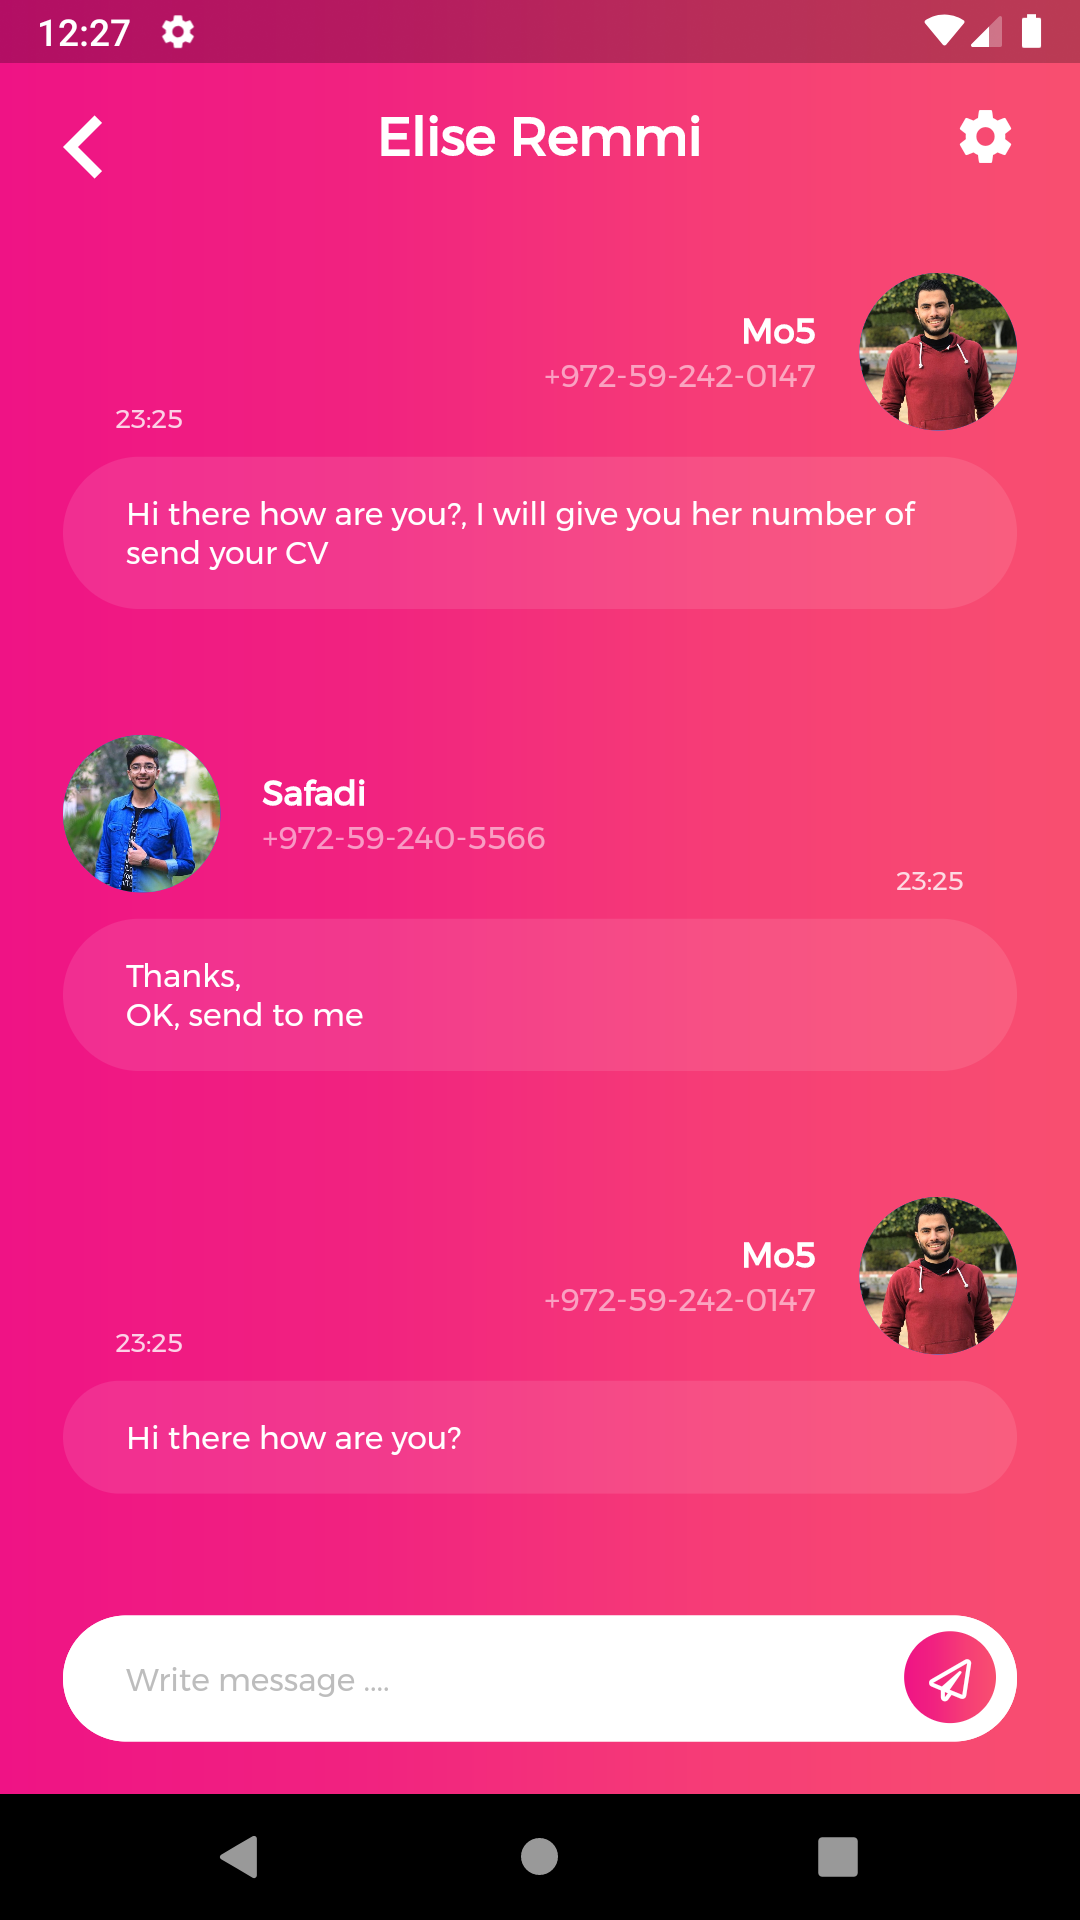 12:27
Elise Remmi
Mo5
+972-59-242-0147
23:25
Hi there how are you?, I will give you her number of
send your CV
Safadi
+972-59-240-5566
23:25
Thanks,
OK, send to me
Mo5
+972-59-242-0147
23:25
Hi there how are you?
Write message ....